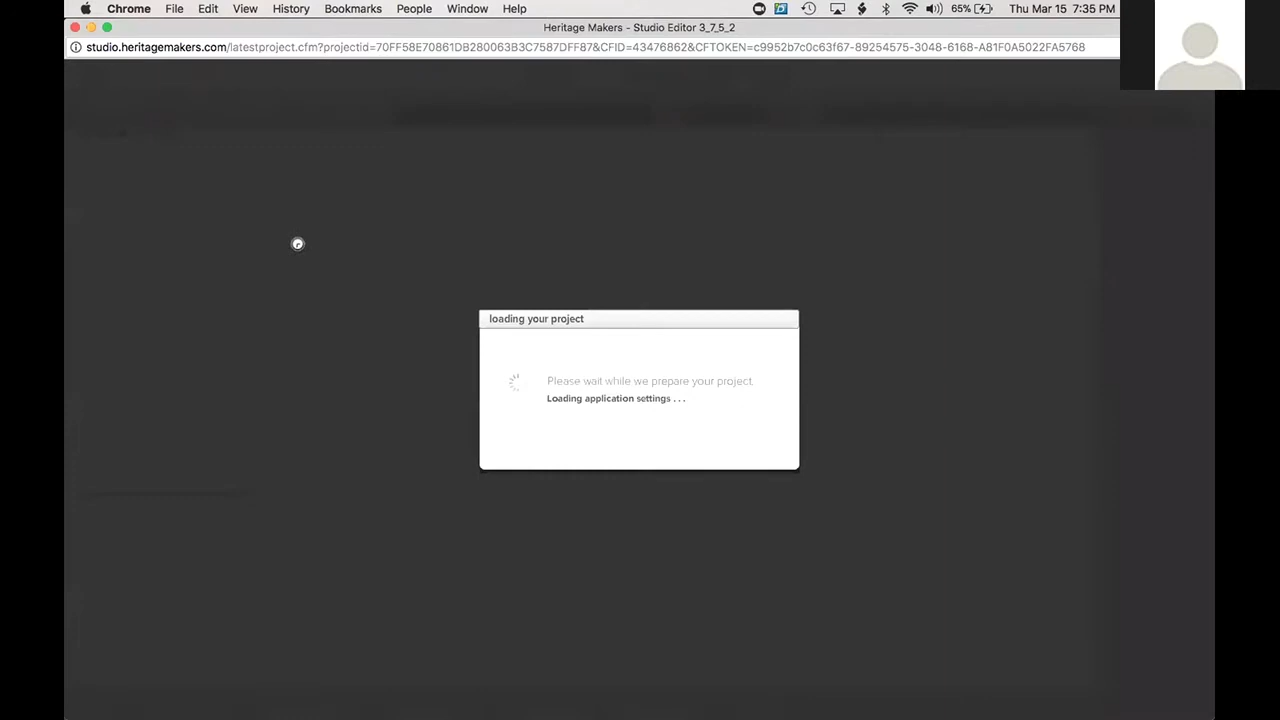 Chrome File Edit View History Bookmarks People Window Help 65% Thu Mar 15 7:35 PM
Heritage Makers - Studio Editor 3_7_5_2
studio.heritagemakers.com/latestproject.cfm?projectid=70FF58E70861DB280063B3C7587DFF87&CFID=43476862&CFTOKEN=c9952b7c0c63f67-89254575-3048-6168-A81F0A5022FA5768
loading your project
Please wait while we prepare your project.
Loading application settings . . .